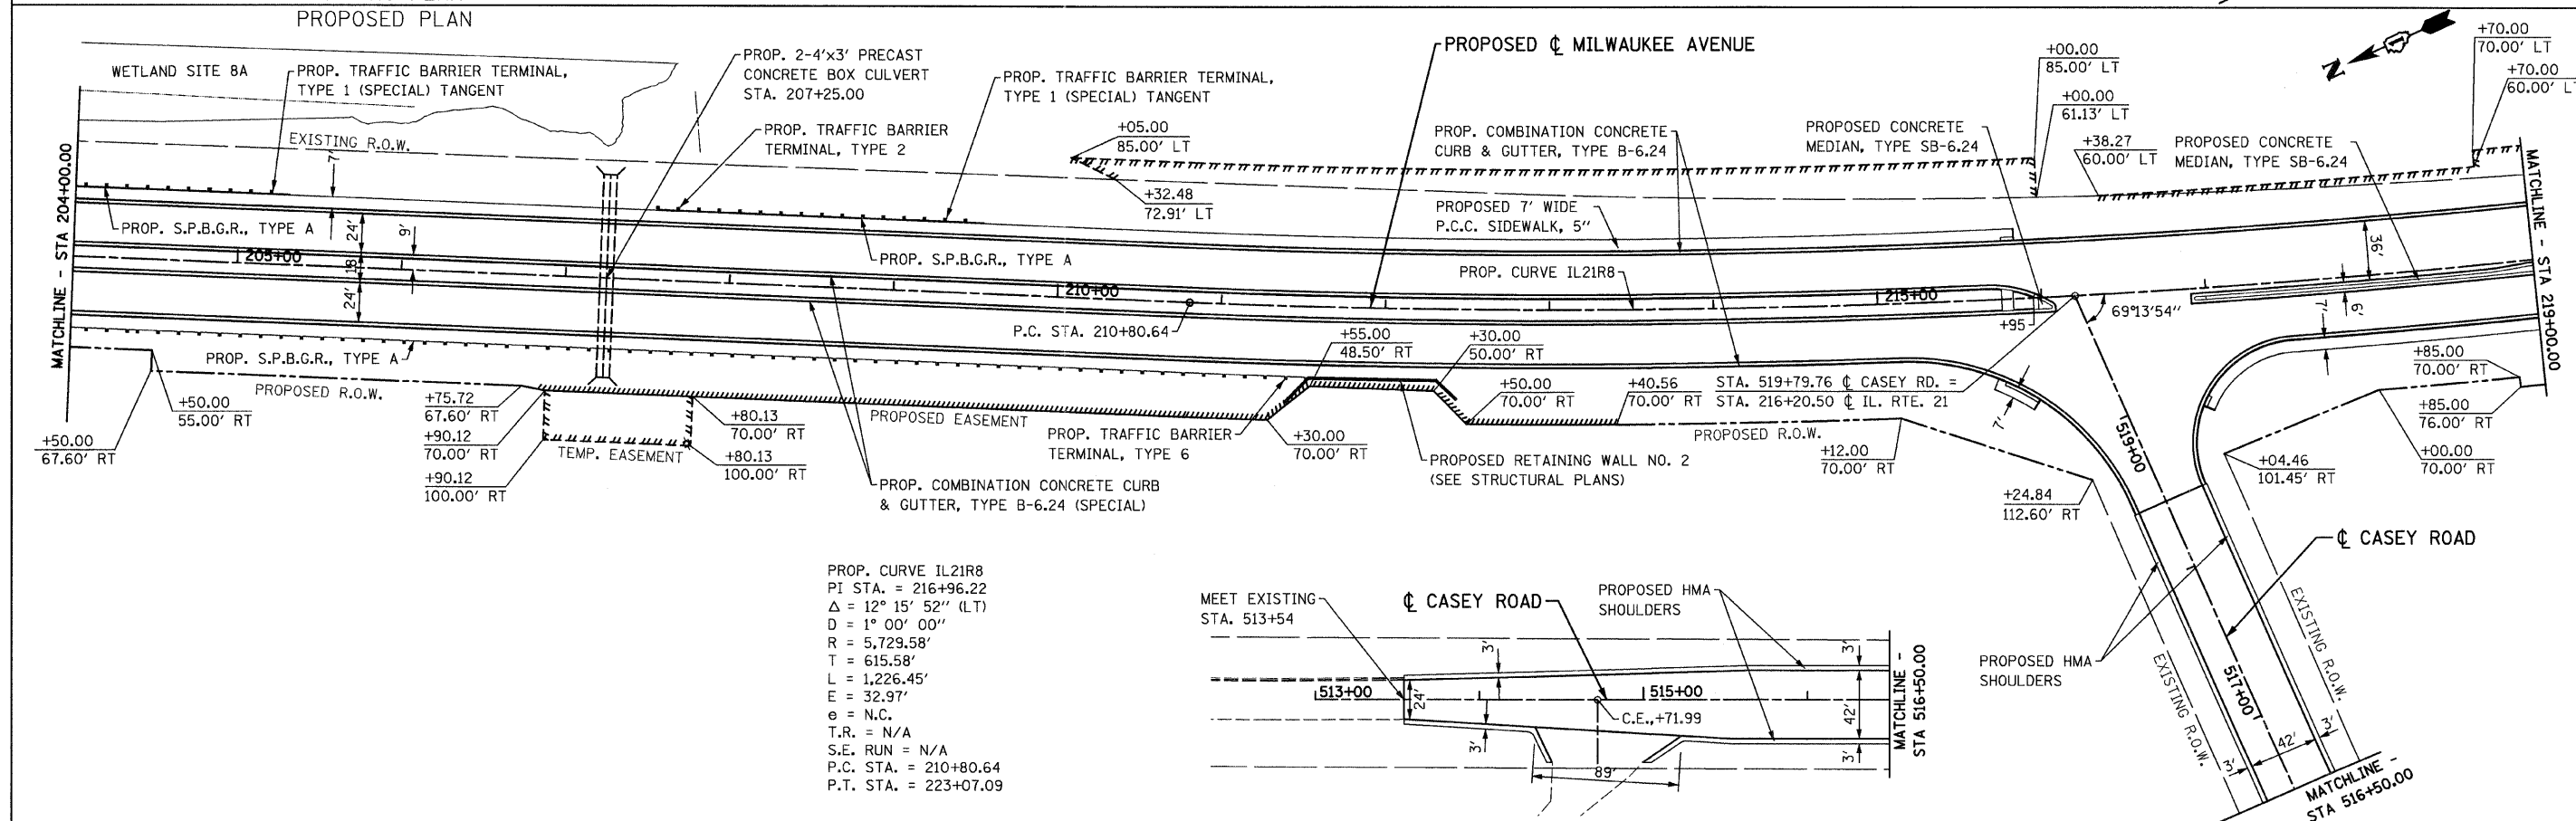 PROPOSED PLAN
WETLAND SITE 8A
PROP. TRAFFIC BARRIER TERMINAL,
TYPE 1 (SPECIAL) TANGENT
PROP. 2-4'x3' PRECAST
CONCRETE BOX CULVERT
STA. 207+25.00
PROP. TRAFFIC BARRIER
TERMINAL, TYPE 2
PROP. TRAFFIC BARRIER TERMINAL,
TYPE 1 (SPECIAL) TANGENT
PROPOSED ℄ MILWAUKEE AVENUE
+05.00
85.00' LT
+32.48
72.91' LT
PROP. COMBINATION CONCRETE
CURB & GUTTER, TYPE B-6.24
PROPOSED CONCRETE
MEDIAN, TYPE SB-6.24
+00.00
85.00' LT
+00.00
61.13' LT
+38.27
60.00' LT
PROPOSED CONCRETE
MEDIAN, TYPE SB-6.24
N
+70.00
70.00' LT
+70.00
60.00' LT
MATCHLINE - STA 204+00.00
EXISTING R.O.W.
7'
PROP. S.P.B.G.R., TYPE A
24'
9'
18'
24'
205+00
PROP. S.P.B.G.R., TYPE A
210+00
P.C. STA. 210+80.64
PROPOSED 7' WIDE
P.C.C. SIDEWALK, 5"
PROP. CURVE IL21R8
215+00
+95
69°13'54"
36'
6'
7'
MATCHLINE - STA 219+00.00
PROP. S.P.B.G.R., TYPE A
PROPOSED R.O.W.
+50.00
67.60' RT
+50.00
55.00' RT
+75.72
67.60' RT
+90.12
70.00' RT
+90.12
100.00' RT
TEMP. EASEMENT
+80.13
70.00' RT
+80.13
100.00' RT
PROPOSED EASEMENT
PROP. COMBINATION CONCRETE CURB
& GUTTER, TYPE B-6.24 (SPECIAL)
PROP. TRAFFIC BARRIER
TERMINAL, TYPE 6
+55.00
48.50' RT
+30.00
50.00' RT
+30.00
70.00' RT
PROPOSED RETAINING WALL NO. 2
(SEE STRUCTURAL PLANS)
+50.00
70.00' RT
+40.56
70.00' RT
STA. 519+79.76 ℄ CASEY RD. =
STA. 216+20.50 ℄ IL. RTE. 21
PROPOSED R.O.W.
+12.00
70.00' RT
7'
519+00
+24.84
112.60' RT
+85.00
70.00' RT
+85.00
76.00' RT
+00.00
70.00' RT
+04.46
101.45' RT
℄ CASEY ROAD
EXISTING R.O.W.
EXISTING R.O.W.
PROPOSED HMA
SHOULDERS
517+00
3'
42'
3'
MATCHLINE -
STA 516+50.00
PROP. CURVE IL21R8
PI STA. = 216+96.22
Δ = 12° 15' 52" (LT)
D = 1° 00' 00"
R = 5,729.58'
T = 615.58'
L = 1,226.45'
E = 32.97'
e = N.C.
T.R. = N/A
S.E. RUN = N/A
P.C. STA. = 210+80.64
P.T. STA. = 223+07.09
MEET EXISTING
STA. 513+54
℄ CASEY ROAD
PROPOSED HMA
SHOULDERS
3'
3'
513+00
24'
515+00
C.E.,+71.99
42'
3'
3'
89'
MATCHLINE -
STA 516+50.00